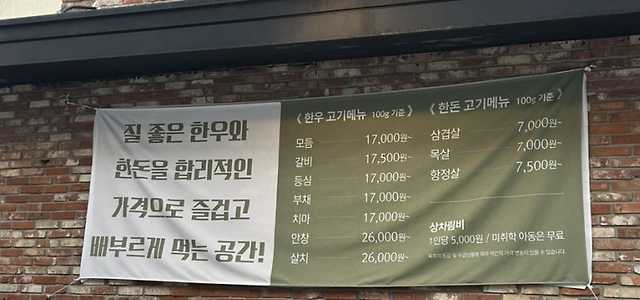 질 좋은 한우와
한돈을 합리적인
가격으로 즐겁고
배부르게 먹는 공간!
《 한우 고기메뉴 100g 기준 》
모듬 17,000원~
갈비 17,500원~
등심 17,000원~
부채 17,000원~
치마 17,000원~
안창 26,000원~
살치 26,000원~
《 한돈 고기메뉴 100g 기준 》
삼겹살 7,000원~
목살 7,000원~
항정살 7,500원~
상차림비
1인당 5,000원 / 미취학 아동은 무료